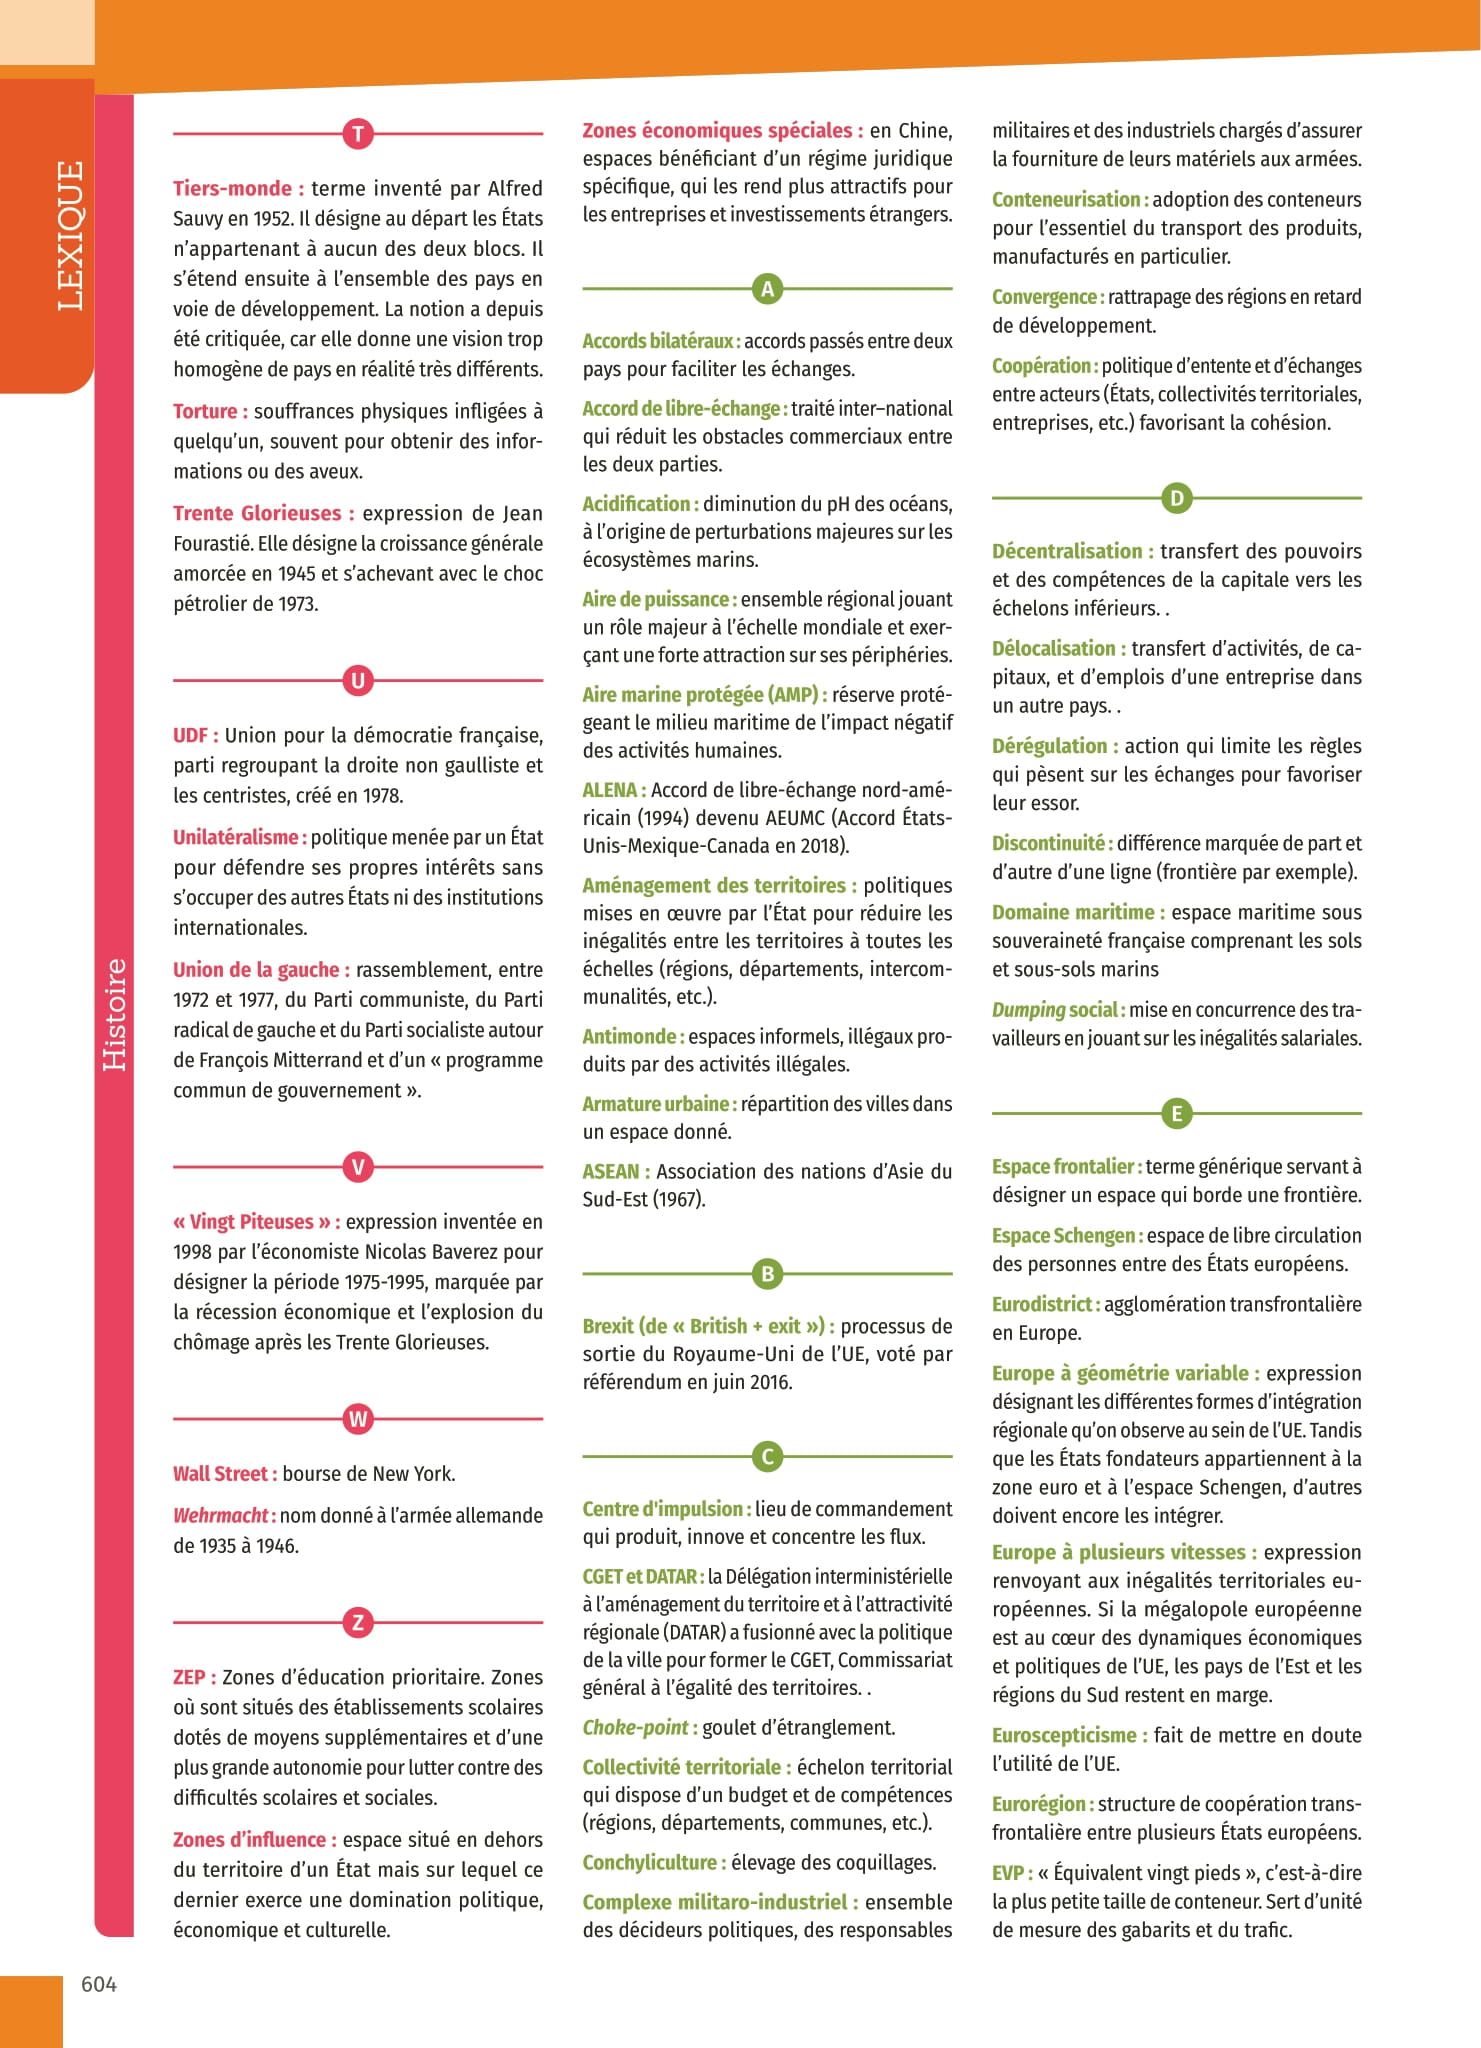 LEXIQUE
Histoire
T
Tiers-monde : terme inventé par Alfred
Sauvy en 1952. Il désigne au départ les États
n’appartenant à aucun des deux blocs. Il
s’étend ensuite à l’ensemble des pays en
voie de développement. La notion a depuis
été critiquée, car elle donne une vision trop
homogène de pays en réalité très différents.
Torture : souffrances physiques infligées à
quelqu’un, souvent pour obtenir des infor-
mations ou des aveux.
Trente Glorieuses : expression de Jean
Fourastié. Elle désigne la croissance générale
amorcée en 1945 et s’achevant avec le choc
pétrolier de 1973.
U
UDF : Union pour la démocratie française,
parti regroupant la droite non gaulliste et
les centristes, créé en 1978.
Unilatéralisme : politique menée par un État
pour défendre ses propres intérêts sans
s’occuper des autres États ni des institutions
internationales.
Union de la gauche : rassemblement, entre
1972 et 1977, du Parti communiste, du Parti
radical de gauche et du Parti socialiste autour
de François Mitterrand et d’un « programme
commun de gouvernement ».
V
« Vingt Piteuses » : expression inventée en
1998 par l’économiste Nicolas Baverez pour
désigner la période 1975-1995, marquée par
la récession économique et l’explosion du
chômage après les Trente Glorieuses.
W
Wall Street : bourse de New York.
Wehrmacht : nom donné à l’armée allemande
de 1935 à 1946.
Z
ZEP : Zones d’éducation prioritaire. Zones
où sont situés des établissements scolaires
dotés de moyens supplémentaires et d’une
plus grande autonomie pour lutter contre des
difficultés scolaires et sociales.
Zones d’influence : espace situé en dehors
du territoire d’un État mais sur lequel ce
dernier exerce une domination politique,
économique et culturelle.
Zones économiques spéciales : en Chine,
espaces bénéficiant d’un régime juridique
spécifique, qui les rend plus attractifs pour
les entreprises et investissements étrangers.
A
Accords bilatéraux : accords passés entre deux
pays pour faciliter les échanges.
Accord de libre-échange : traité inter–national
qui réduit les obstacles commerciaux entre
les deux parties.
Acidification : diminution du pH des océans,
à l’origine de perturbations majeures sur les
écosystèmes marins.
Aire de puissance : ensemble régional jouant
un rôle majeur à l’échelle mondiale et exer-
çant une forte attraction sur ses périphéries.
Aire marine protégée (AMP) : réserve proté-
geant le milieu maritime de l’impact négatif
des activités humaines.
ALENA : Accord de libre-échange nord-amé-
ricain (1994) devenu AEUMC (Accord États-
Unis-Mexique-Canada en 2018).
Aménagement des territoires : politiques
mises en œuvre par l’État pour réduire les
inégalités entre les territoires à toutes les
échelles (régions, départements, intercom-
munalités, etc.).
Antimonde : espaces informels, illégaux pro-
duits par des activités illégales.
Armature urbaine : répartition des villes dans
un espace donné.
ASEAN : Association des nations d’Asie du
Sud-Est (1967).
B
Brexit (de « British + exit ») : processus de
sortie du Royaume-Uni de l’UE, voté par
référendum en juin 2016.
C
Centre d'impulsion : lieu de commandement
qui produit, innove et concentre les flux.
CGET et DATAR : la Délégation interministérielle
à l’aménagement du territoire et à l’attractivité
régionale (DATAR) a fusionné avec la politique
de la ville pour former le CGET, Commissariat
général à l’égalité des territoires. .
Choke-point : goulet d’étranglement.
Collectivité territoriale : échelon territorial
qui dispose d’un budget et de compétences
(régions, départements, communes, etc.).
Conchyliculture : élevage des coquillages.
Complexe militaro-industriel : ensemble
des décideurs politiques, des responsables
militaires et des industriels chargés d’assurer
la fourniture de leurs matériels aux armées.
Conteneurisation : adoption des conteneurs
pour l’essentiel du transport des produits,
manufacturés en particulier.
Convergence : rattrapage des régions en retard
de développement.
Coopération : politique d’entente et d’échanges
entre acteurs (États, collectivités territoriales,
entreprises, etc.) favorisant la cohésion.
D
Décentralisation : transfert des pouvoirs
et des compétences de la capitale vers les
échelons inférieurs. .
Délocalisation : transfert d’activités, de ca-
pitaux, et d’emplois d’une entreprise dans
un autre pays. .
Dérégulation : action qui limite les règles
qui pèsent sur les échanges pour favoriser
leur essor.
Discontinuité : différence marquée de part et
d’autre d’une ligne (frontière par exemple).
Domaine maritime : espace maritime sous
souveraineté française comprenant les sols
et sous-sols marins
Dumping social : mise en concurrence des tra-
vailleurs en jouant sur les inégalités salariales.
E
Espace frontalier : terme générique servant à
désigner un espace qui borde une frontière.
Espace Schengen : espace de libre circulation
des personnes entre des États européens.
Eurodistrict : agglomération transfrontalière
en Europe.
Europe à géométrie variable : expression
désignant les différentes formes d’intégration
régionale qu’on observe au sein de l’UE. Tandis
que les États fondateurs appartiennent à la
zone euro et à l’espace Schengen, d’autres
doivent encore les intégrer.
Europe à plusieurs vitesses : expression
renvoyant aux inégalités territoriales eu-
ropéennes. Si la mégalopole européenne
est au cœur des dynamiques économiques
et politiques de l’UE, les pays de l’Est et les
régions du Sud restent en marge.
Euroscepticisme : fait de mettre en doute
l’utilité de l’UE.
Eurorégion : structure de coopération trans-
frontalière entre plusieurs États européens.
EVP : « Équivalent vingt pieds », c’est-à-dire
la plus petite taille de conteneur. Sert d’unité
de mesure des gabarits et du trafic.
604